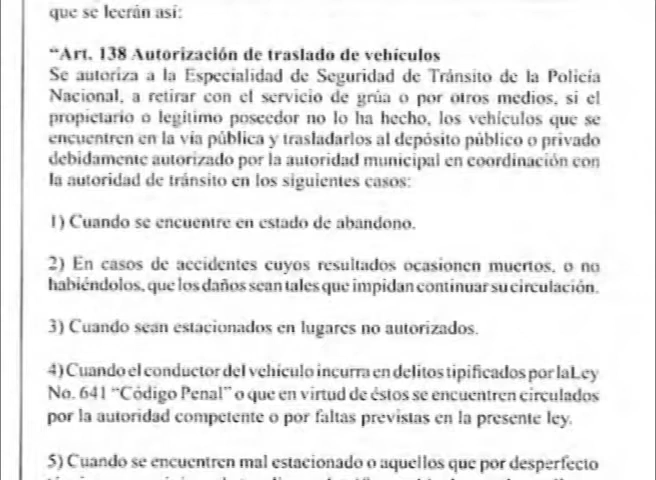 que se leerán así:
“Art. 138 Autorización de traslado de vehículos
Se autoriza a la Especialidad de Seguridad de Tránsito de la Policía
Nacional, a retirar con el servicio de grúa o por otros medios, si el
propietario o legítimo poseedor no lo ha hecho, los vehículos que se
encuentren en la vía pública y trasladarlos al depósito público o privado
debidamente autorizado por la autoridad municipal en coordinación con
la autoridad de tránsito en los siguientes casos:
1) Cuando se encuentre en estado de abandono.
2) En casos de accidentes cuyos resultados ocasionen muertos, o no
habiéndolos, que los daños sean tales que impidan continuar su circulación.
3) Cuando sean estacionados en lugares no autorizados.
4) Cuando el conductor del vehículo incurra en delitos tipificados por la Ley
No. 641 “Código Penal” o que en virtud de éstos se encuentren circulados
por la autoridad competente o por faltas previstas en la presente ley.
5) Cuando se encuentren mal estacionado o aquellos que por desperfecto